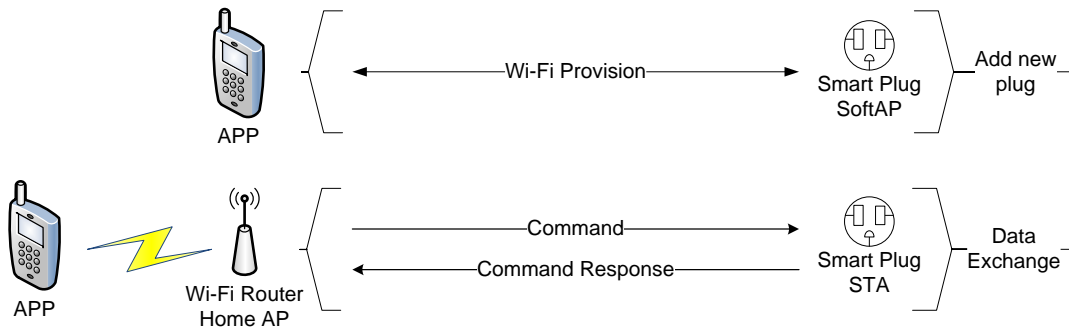 Wi-Fi Provision
Smart Plug
SoftAP
Add new
plug
APP
Command
Command Response
Smart Plug
STA
Data
Exchange
APP
Wi-Fi Router
Home AP